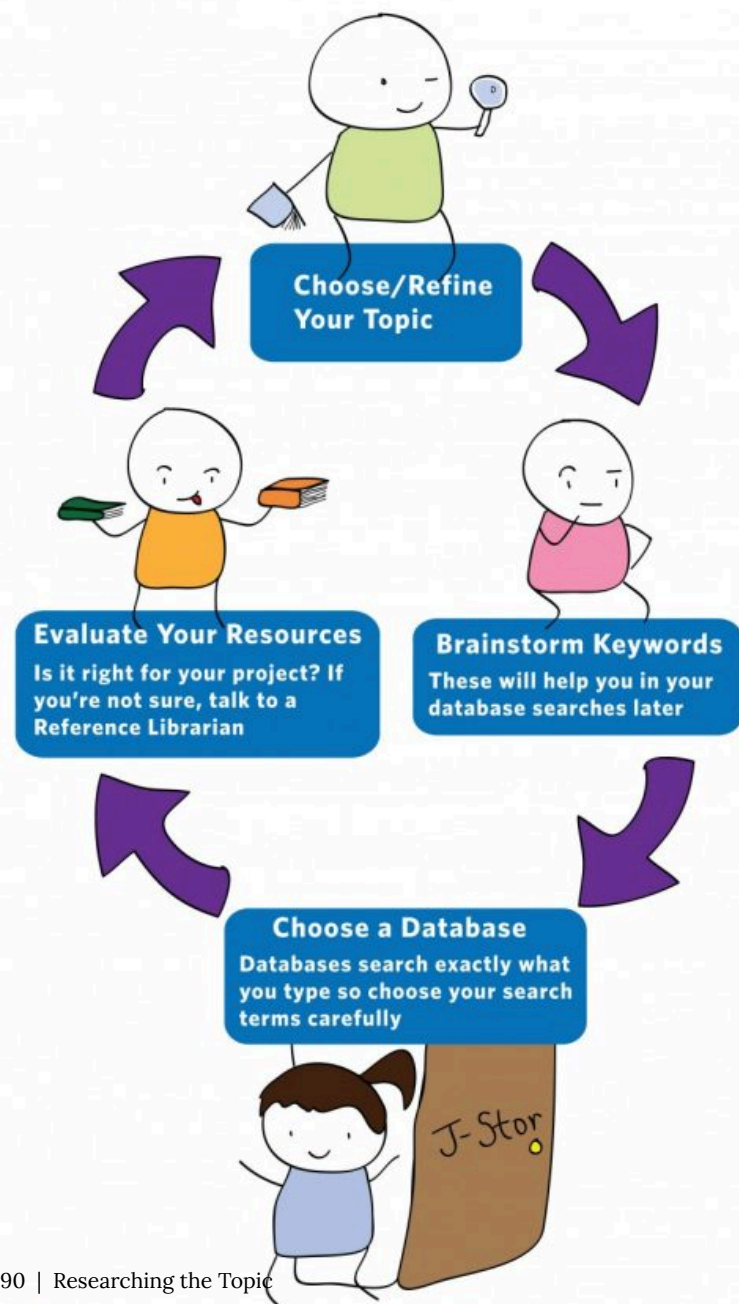 Choose/Refine
Your Topic
Evaluate Your Resources
Is it right for your project? If
you're not sure, talk to a
Reference Librarian
Brainstorm Keywords
These will help you in your
database searches later
Choose a Database
Databases search exactly what
you type so choose your search
terms carefully
J-Stor
90 | Researching the Topic